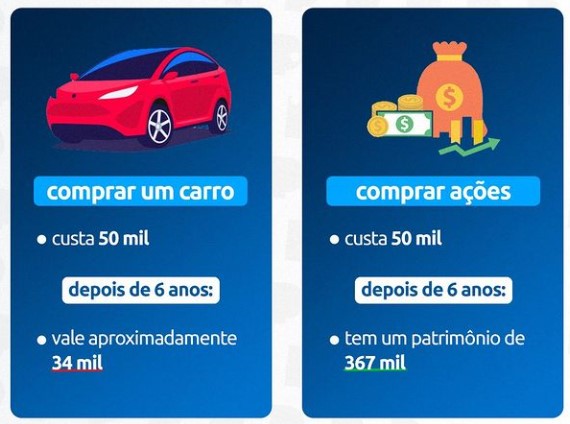 comprar um carro
custa 50 mil
depois de 6 anos:
vale aproximadamente
34 mil
comprar ações
custa 50 mil
depois de 6 anos:
tem um patrimônio de
367 mil